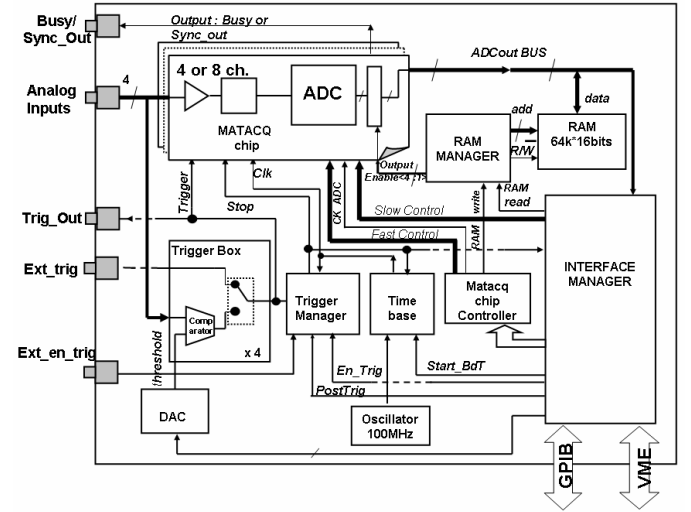 Busy/
Sync_Out
Output : Busy or
Sync_out
ADCout BUS
Analog
Inputs
4
4 or 8 ch.
ADC
MATACQ
chip
add
data
RAM
MANAGER
R/W
RAM
64k*16bits
Output
Enable<4 :1>
Clk
Trigger
Stop
CK_ADC
Slow Control
Fast Control
RAM write
RAM
read
Trig_Out
Ext_trig
Trigger Box
Comp
arator
x 4
threshold
Trigger
Manager
Time
base
Matacq
chip
Controller
INTERFACE
MANAGER
Ext_en_trig
En_Trig
Start_BdT
PostTrig
DAC
Oscillator
100MHz
GPIB
VME